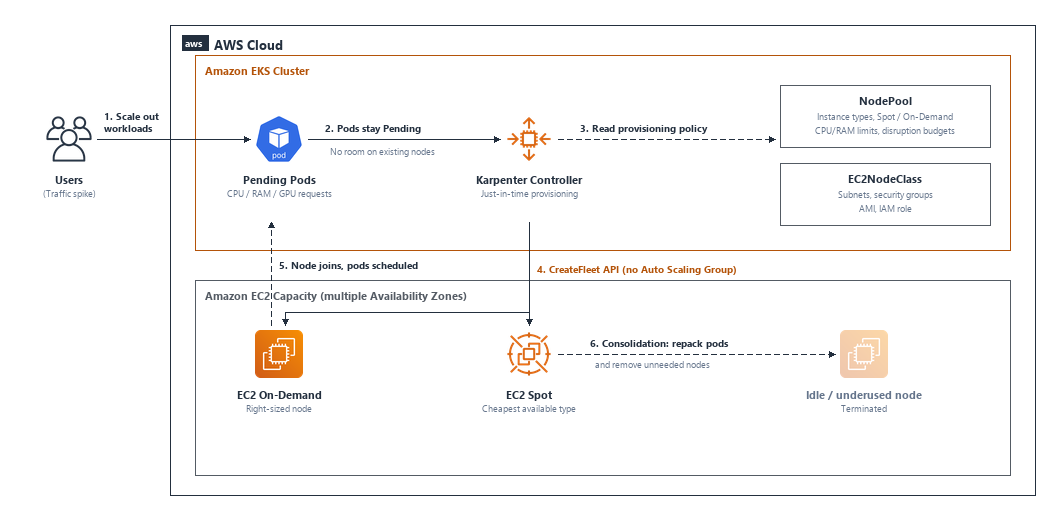 aws AWS Cloud
Amazon EKS Cluster
1. Scale out
workloads
Users
(Traffic spike)
pod
Pending Pods
CPU / RAM / GPU requests
2. Pods stay Pending
No room on existing nodes
Karpenter Controller
Just-in-time provisioning
3. Read provisioning policy
NodePool
Instance types, Spot / On-Demand
CPU/RAM limits, disruption budgets
EC2NodeClass
Subnets, security groups
AMI, IAM role
5. Node joins, pods scheduled
4. CreateFleet API (no Auto Scaling Group)
Amazon EC2 Capacity (multiple Availability Zones)
EC2 On-Demand
Right-sized node
EC2 Spot
Cheapest available type
6. Consolidation: repack pods
and remove unneeded nodes
Idle / underused node
Terminated